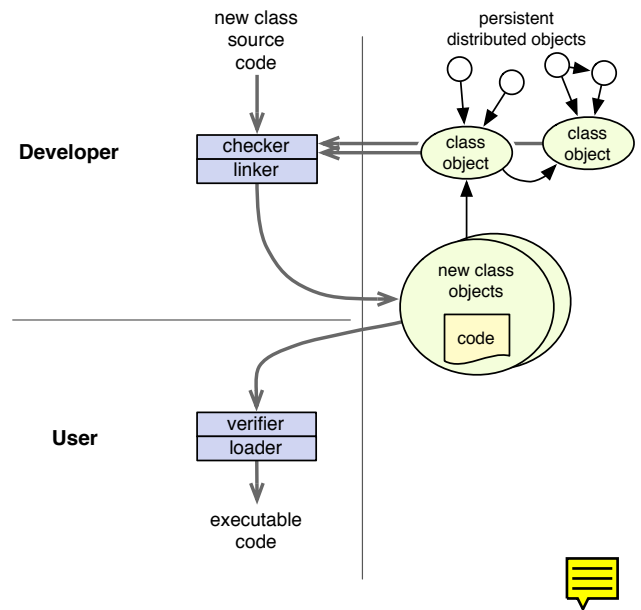 new class
source
code
persistent
distributed objects
Developer
checker
linker
class
object
class
object
new class
objects
code
User
verifier
loader
executable
code